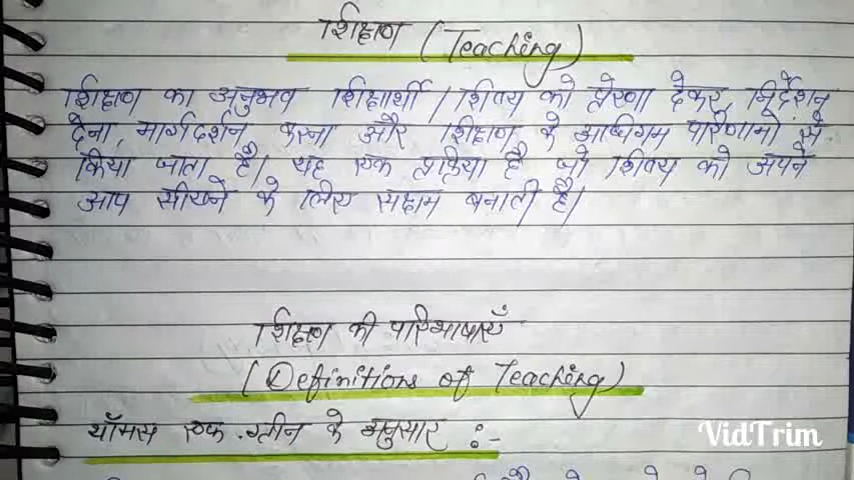 शिक्षण (Teaching)
शिक्षण का अनुभव शिक्षार्थी / शिष्य को प्रेरणा देकर, निर्देशन
देना, मार्गदर्शन करना और शिक्षण के अधिगम परिणामों से
किया जाता है। यह एक प्रक्रिया है जो शिष्य को अपने
आप सीखने के लिए सक्षम बनाती है।
शिक्षण की परिभाषाएँ
(Definitions of Teaching)
थॉमस एफ. ग्रीन के अनुसार :-
VidTrim